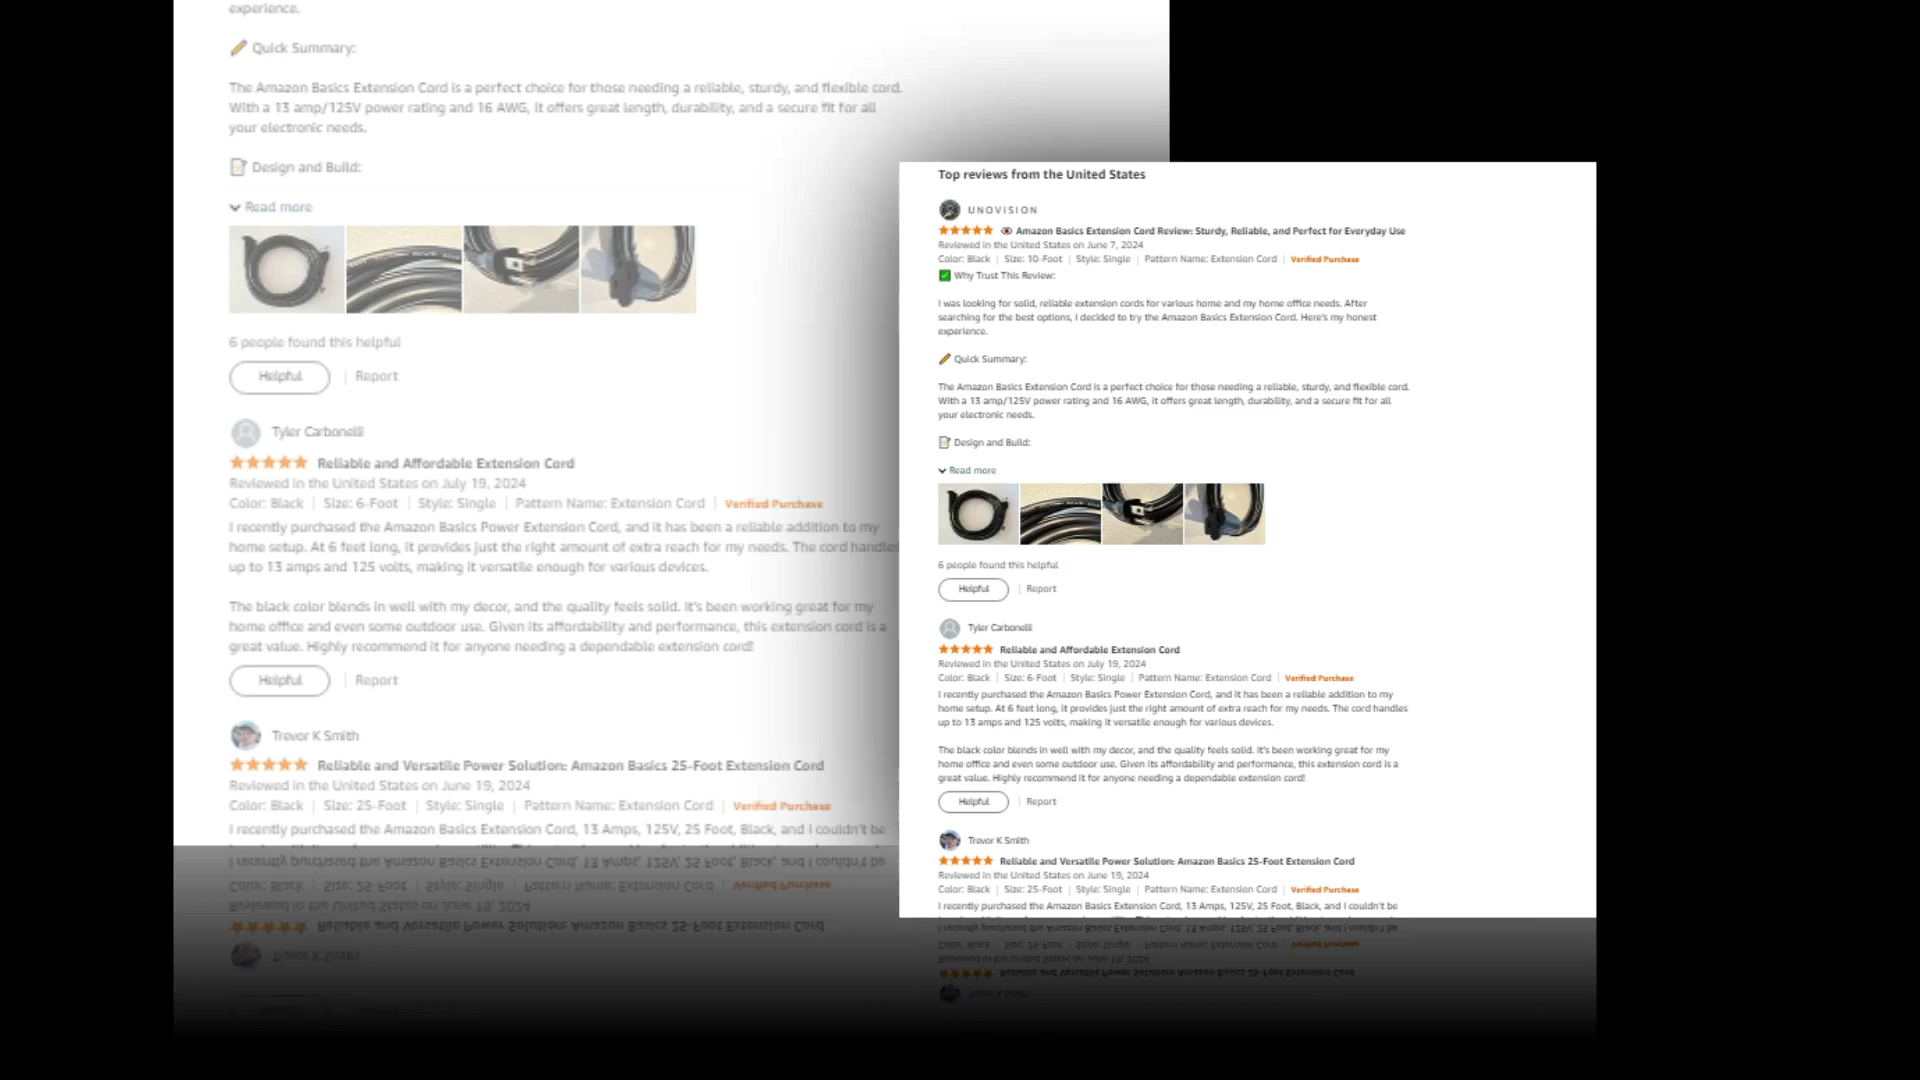 experience.
Quick Summary:
The Amazon Basics Extension Cord is a perfect choice for those needing a reliable, sturdy, and flexible cord.
With a 13 amp/125V power rating and 16 AWG, it offers great length, durability, and a secure fit for all
your electronic needs.
Design and Build:
Read more
6 people found this helpful
Helpful | Report
Tyler Carbonelli
Reliable and Affordable Extension Cord
Reviewed in the United States on July 19, 2024
Color: Black | Size: 6-Foot | Style: Single | Pattern Name: Extension Cord | Verified Purchase
I recently purchased the Amazon Basics Power Extension Cord, and it has been a reliable addition to my
home setup. At 6 feet long, it provides just the right amount of extra reach for my needs. The cord handles
up to 13 amps and 125 volts, making it versatile enough for various devices.
The black color blends in well with my decor, and the quality feels solid. It's been working great for my
home office and even some outdoor use. Given its affordability and performance, this extension cord is a
great value. Highly recommend it for anyone needing a dependable extension cord!
Helpful | Report
Trevor K Smith
Reliable and Versatile Power Solution: Amazon Basics 25-Foot Extension Cord
Reviewed in the United States on June 19, 2024
Color: Black | Size: 25-Foot | Style: Single | Pattern Name: Extension Cord | Verified Purchase
I recently purchased the Amazon Basics Extension Cord, 13 Amps, 125V, 25 Foot, Black, and I couldn't be
Top reviews from the United States
UNOVISION
Amazon Basics Extension Cord Review: Sturdy, Reliable, and Perfect for Everyday Use
Reviewed in the United States on June 7, 2024
Color: Black | Size: 10-Foot | Style: Single | Pattern Name: Extension Cord | Verified Purchase
Why Trust This Review:
I was looking for solid, reliable extension cords for various home and my home office needs. After
searching for the best options, I decided to try the Amazon Basics Extension Cord. Here's my honest
experience.
Quick Summary:
The Amazon Basics Extension Cord is a perfect choice for those needing a reliable, sturdy, and flexible cord.
With a 13 amp/125V power rating and 16 AWG, it offers great length, durability, and a secure fit for all
your electronic needs.
Design and Build:
Read more
6 people found this helpful
Helpful | Report
Tyler Carbonelli
Reliable and Affordable Extension Cord
Reviewed in the United States on July 19, 2024
Color: Black | Size: 6-Foot | Style: Single | Pattern Name: Extension Cord | Verified Purchase
I recently purchased the Amazon Basics Power Extension Cord, and it has been a reliable addition to my
home setup. At 6 feet long, it provides just the right amount of extra reach for my needs. The cord handles
up to 13 amps and 125 volts, making it versatile enough for various devices.
The black color blends in well with my decor, and the quality feels solid. It's been working great for my
home office and even some outdoor use. Given its affordability and performance, this extension cord is a
great value. Highly recommend it for anyone needing a dependable extension cord!
Helpful | Report
Trevor K Smith
Reliable and Versatile Power Solution: Amazon Basics 25-Foot Extension Cord
Reviewed in the United States on June 19, 2024
Color: Black | Size: 25-Foot | Style: Single | Pattern Name: Extension Cord | Verified Purchase
I recently purchased the Amazon Basics Extension Cord, 13 Amps, 125V, 25 Foot, Black, and I couldn't be